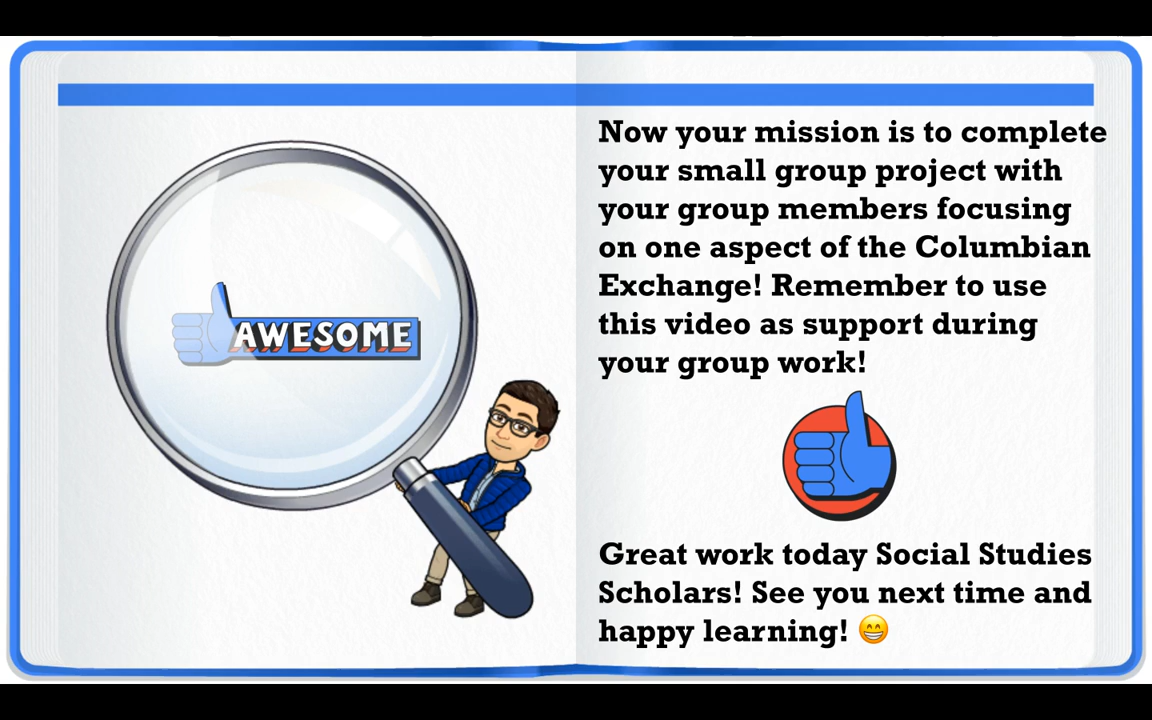 AWESOME
Now your mission is to complete
your small group project with
your group members focusing
on one aspect of the Columbian
Exchange! Remember to use
this video as support during
your group work!
Great work today Social Studies
Scholars! See you next time and
happy learning! 😁